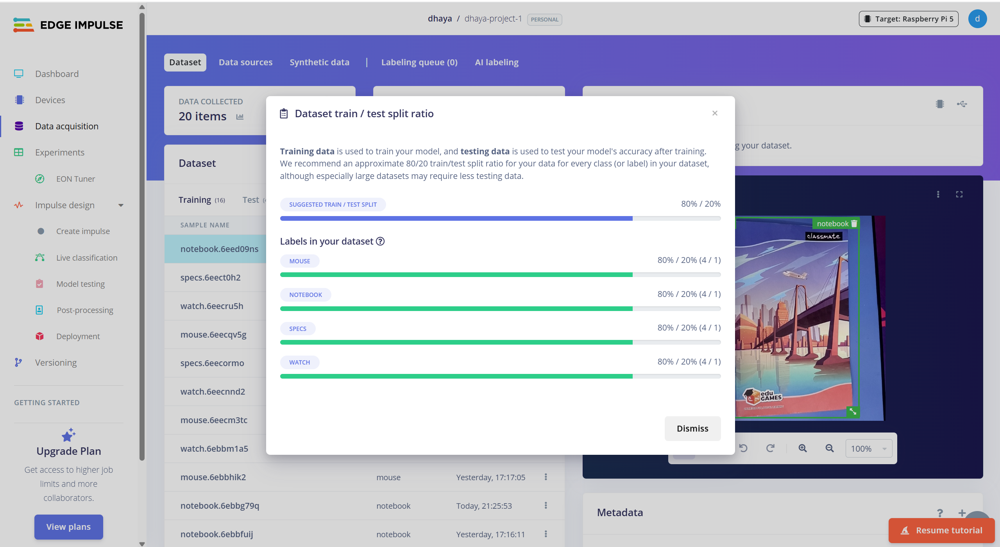 EDGE IMPULSE
dhaya / dhaya-project-1 PERSONAL
Target: Raspberry Pi 5
d
Dashboard
Devices
Data acquisition
Experiments
EON Tuner
Impulse design
Create impulse
Live classification
Model testing
Post-processing
Deployment
Versioning
GETTING STARTED
Upgrade Plan
Get access to higher job
limits and more
collaborators.
View plans
Dataset
Data sources
Synthetic data
|
Labeling queue (0)
AI labeling
DATA COLLECTED
20 items
Dataset
Training (16)
Test
SAMPLE NAME
notebook.6eed09ns
specs.6eect0h2
watch.6eecru5h
mouse.6eecqv5g
specs.6eecormo
watch.6eecnnd2
mouse.6eecm3tc
watch.6ebbm1a5
mouse.6ebbhik2 mouse Yesterday, 17:17:05
notebook.6ebbg79q notebook Today, 21:25:53
notebook.6ebbfuij notebook Yesterday, 17:16:11
Dataset train / test split ratio
×
Training data is used to train your model, and testing data is used to test your model's accuracy after training.
We recommend an approximate 80/20 train/test split ratio for your data for every class (or label) in your dataset,
although especially large datasets may require less testing data.
SUGGESTED TRAIN / TEST SPLIT 80% / 20%
Labels in your dataset ?
MOUSE 80% / 20% (4 / 1)
NOTEBOOK 80% / 20% (4 / 1)
SPECS 80% / 20% (4 / 1)
WATCH 80% / 20% (4 / 1)
Dismiss
g your dataset.
notebook
classmate
edu
GAMES
100%
Metadata
?
+
Resume tutorial